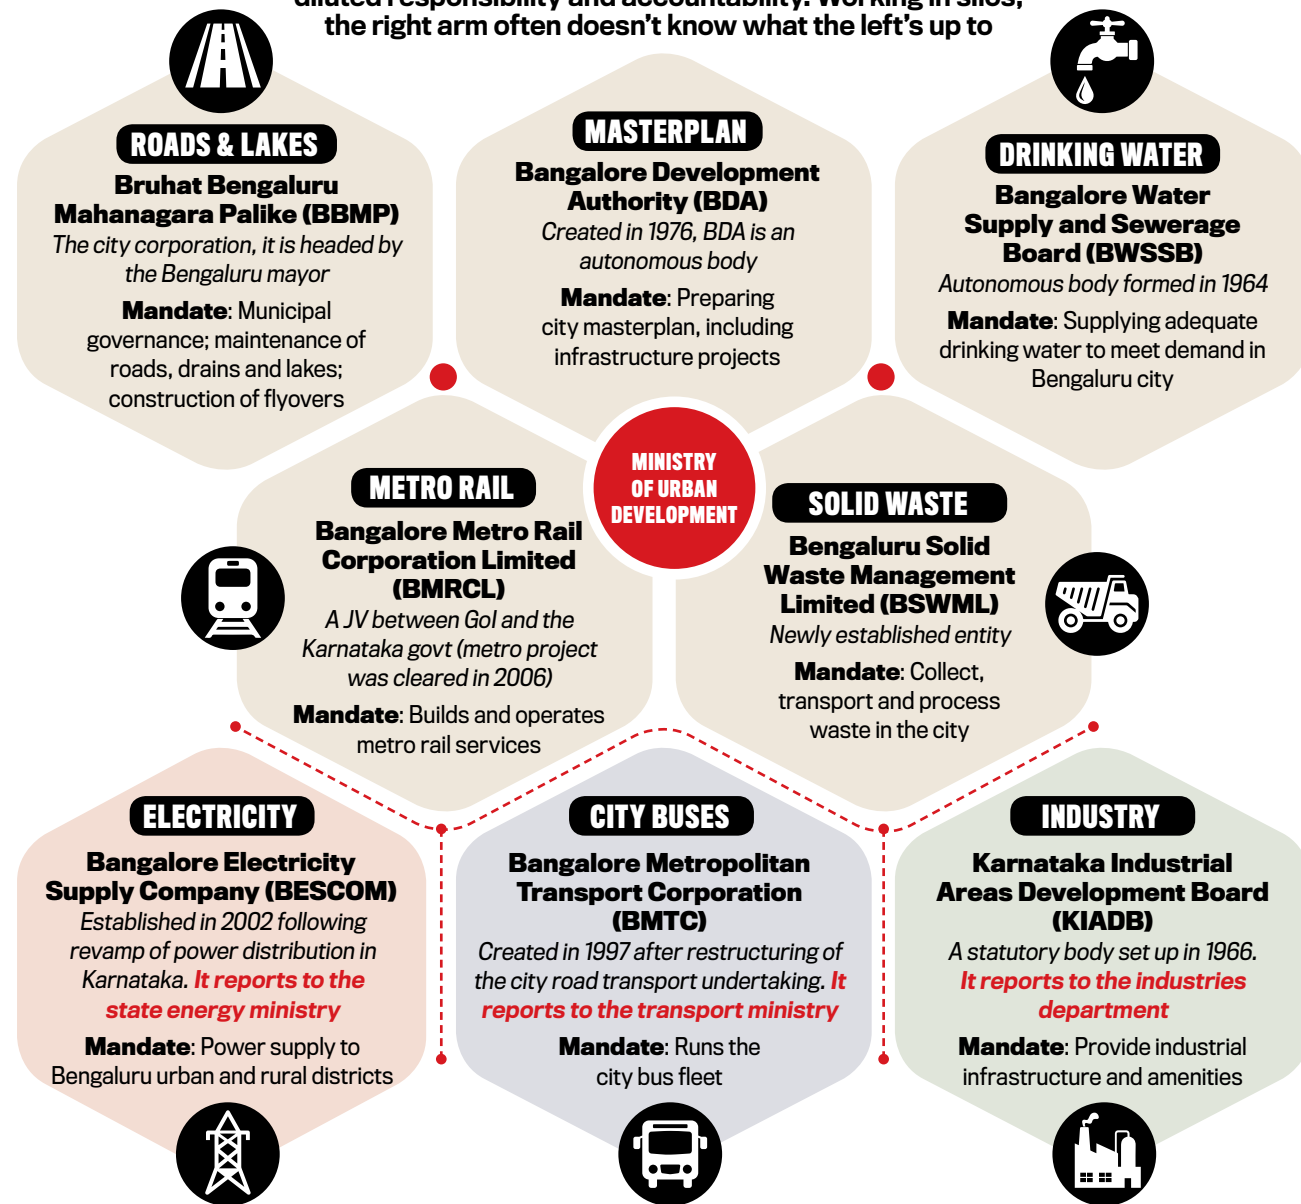 diluted responsibility and accountability. Working in silos,
the right arm often doesn't know what the left's up to
ROADS & LAKES
Bruhat Bengaluru
Mahanagara Palike (BBMP)
The city corporation, it is headed by
the Bengaluru mayor
Mandate: Municipal
governance; maintenance of
roads, drains and lakes;
construction of flyovers
MASTERPLAN
Bangalore Development
Authority (BDA)
Created in 1976, BDA is an
autonomous body
Mandate: Preparing
city masterplan, including
infrastructure projects
DRINKING WATER
Bangalore Water
Supply and Sewerage
Board (BWSSB)
Autonomous body formed in 1964
Mandate: Supplying adequate
drinking water to meet demand in
Bengaluru city
MINISTRY
OF URBAN
DEVELOPMENT
METRO RAIL
Bangalore Metro Rail
Corporation Limited
(BMRCL)
A JV between GoI and the
Karnataka govt (metro project
was cleared in 2006)
Mandate: Builds and operates
metro rail services
SOLID WASTE
Bengaluru Solid
Waste Management
Limited (BSWML)
Newly established entity
Mandate: Collect,
transport and process
waste in the city
ELECTRICITY
Bangalore Electricity
Supply Company (BESCOM)
Established in 2002 following
revamp of power distribution in
Karnataka. It reports to the
state energy ministry
Mandate: Power supply to
Bengaluru urban and rural districts
CITY BUSES
Bangalore Metropolitan
Transport Corporation
(BMTC)
Created in 1997 after restructuring of
the city road transport undertaking. It
reports to the transport ministry
Mandate: Runs the
city bus fleet
INDUSTRY
Karnataka Industrial
Areas Development Board
(KIADB)
A statutory body set up in 1966.
It reports to the industries
department
Mandate: Provide industrial
infrastructure and amenities